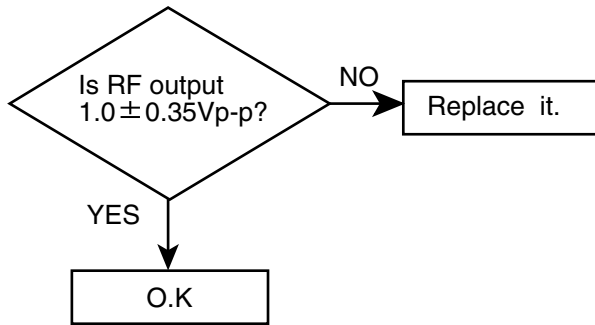 Is RF output
1.0±0.35Vp-p?
NO
Replace it.
YES
O.K